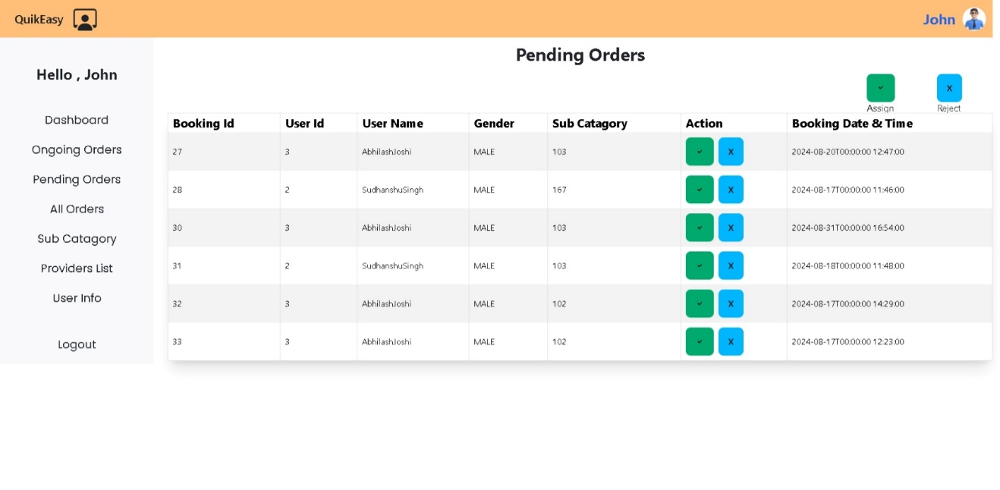 QuikEasy
John
Hello , John
Dashboard
Ongoing Orders
Pending Orders
All Orders
Sub Catagory
Providers List
User Info
Logout
Pending Orders
✓ X
Assign Reject
Booking Id User Id User Name Gender Sub Catagory Action Booking Date & Time
27 3 AbhilashJoshi MALE 103 ✓ X 2024-08-20T00:00:00 12:47:00
28 2 SudhanshuSingh MALE 167 ✓ X 2024-08-17T00:00:00 11:46:00
30 3 AbhilashJoshi MALE 103 ✓ X 2024-08-31T00:00:00 16:54:00
31 2 SudhanshuSingh MALE 103 ✓ X 2024-08-18T00:00:00 11:48:00
32 3 AbhilashJoshi MALE 102 ✓ X 2024-08-17T00:00:00 14:29:00
33 3 AbhilashJoshi MALE 102 ✓ X 2024-08-17T00:00:00 12:23:00